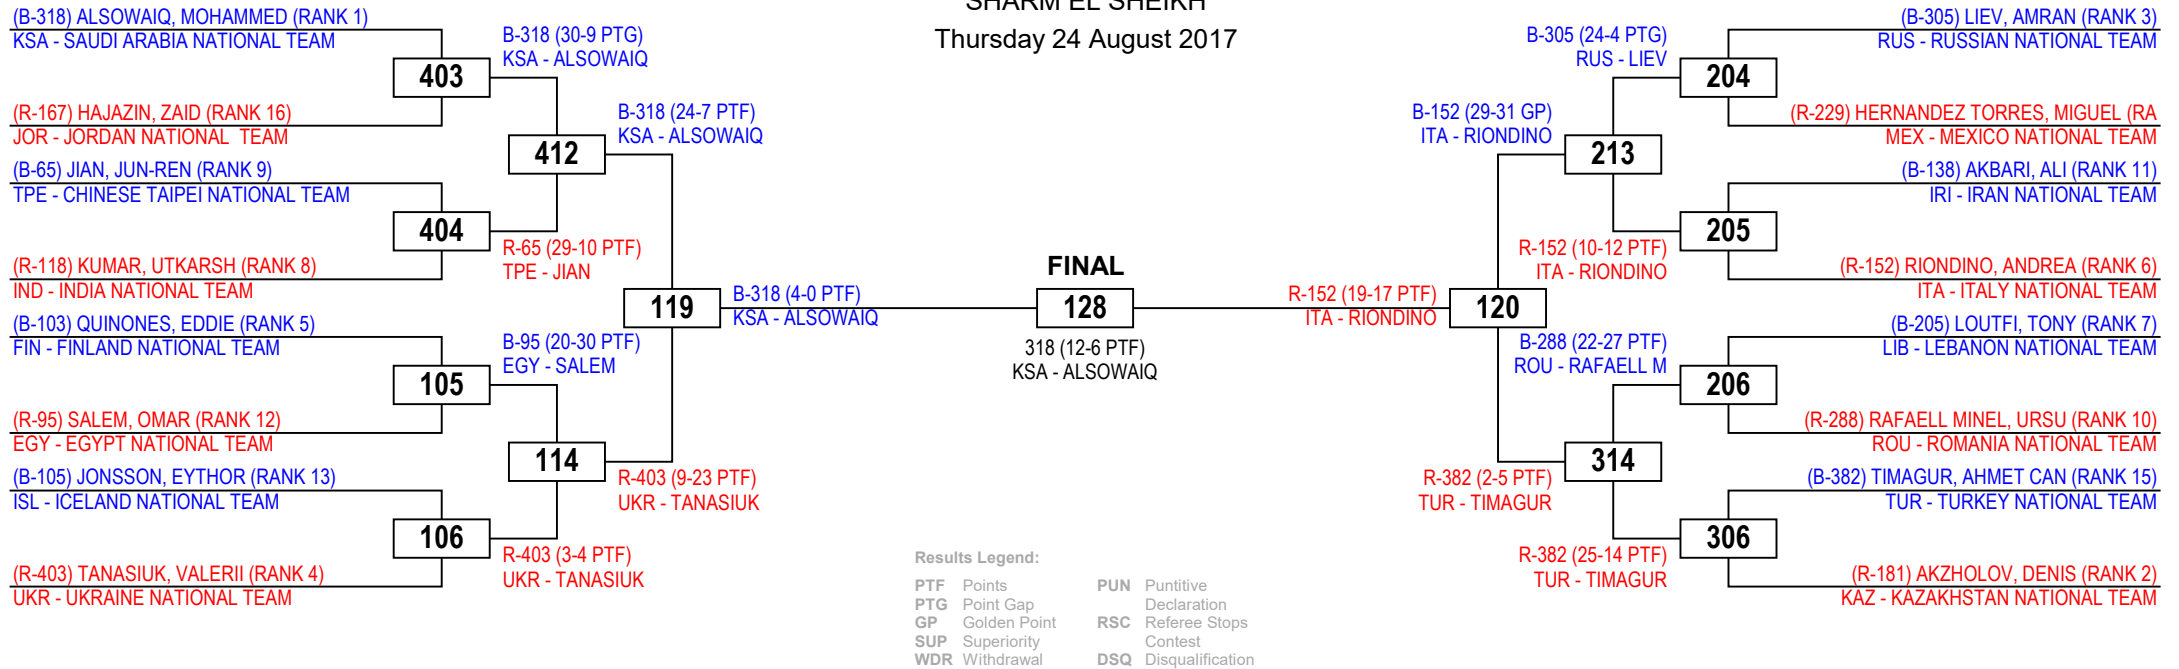 SHARM EL SHEIKH
Thursday 24 August 2017
(B-318) ALSOWAIQ, MOHAMMED (RANK 1)
KSA - SAUDI ARABIA NATIONAL TEAM
403
(R-167) HAJAZIN, ZAID (RANK 16)
JOR - JORDAN NATIONAL  TEAM
(B-65) JIAN, JUN-REN (RANK 9)
TPE - CHINESE TAIPEI NATIONAL TEAM
404
(R-118) KUMAR, UTKARSH (RANK 8)
IND - INDIA NATIONAL TEAM
(B-103) QUINONES, EDDIE (RANK 5)
FIN - FINLAND NATIONAL TEAM
105
(R-95) SALEM, OMAR (RANK 12)
EGY - EGYPT NATIONAL TEAM
(B-105) JONSSON, EYTHOR (RANK 13)
ISL - ICELAND NATIONAL TEAM
106
(R-403) TANASIUK, VALERII (RANK 4)
UKR - UKRAINE NATIONAL TEAM
B-318 (30-9 PTG)
KSA - ALSOWAIQ
412
R-65 (29-10 PTF)
TPE - JIAN
B-95 (20-30 PTF)
EGY - SALEM
114
R-403 (3-4 PTF)
UKR - TANASIUK
B-318 (24-7 PTF)
KSA - ALSOWAIQ
119
R-403 (9-23 PTF)
UKR - TANASIUK
B-318 (4-0 PTF)
KSA - ALSOWAIQ
FINAL
128
318 (12-6 PTF)
KSA - ALSOWAIQ
R-152 (19-17 PTF)
ITA - RIONDINO
120
B-152 (29-31 GP)
ITA - RIONDINO
213
R-382 (2-5 PTF)
TUR - TIMAGUR
314
B-305 (24-4 PTG)
RUS - LIEV
R-152 (10-12 PTF)
ITA - RIONDINO
B-288 (22-27 PTF)
ROU - RAFAELL M
R-382 (25-14 PTF)
TUR - TIMAGUR
(B-305) LIEV, AMRAN (RANK 3)
RUS - RUSSIAN NATIONAL TEAM
204
(R-229) HERNANDEZ TORRES, MIGUEL (RA
MEX - MEXICO NATIONAL TEAM
(B-138) AKBARI, ALI (RANK 11)
IRI - IRAN NATIONAL TEAM
205
(R-152) RIONDINO, ANDREA (RANK 6)
ITA - ITALY NATIONAL TEAM
(B-205) LOUTFI, TONY (RANK 7)
LIB - LEBANON NATIONAL TEAM
206
(R-288) RAFAELL MINEL, URSU (RANK 10)
ROU - ROMANIA NATIONAL TEAM
(B-382) TIMAGUR, AHMET CAN (RANK 15)
TUR - TURKEY NATIONAL TEAM
306
(R-181) AKZHOLOV, DENIS (RANK 2)
KAZ - KAZAKHSTAN NATIONAL TEAM
Results Legend:
PTF Points
PTG Point Gap
GP Golden Point
SUP Superiority
WDR Withdrawal
PUN Puntitive
Declaration
RSC Referee Stops
Contest
DSQ Disqualification